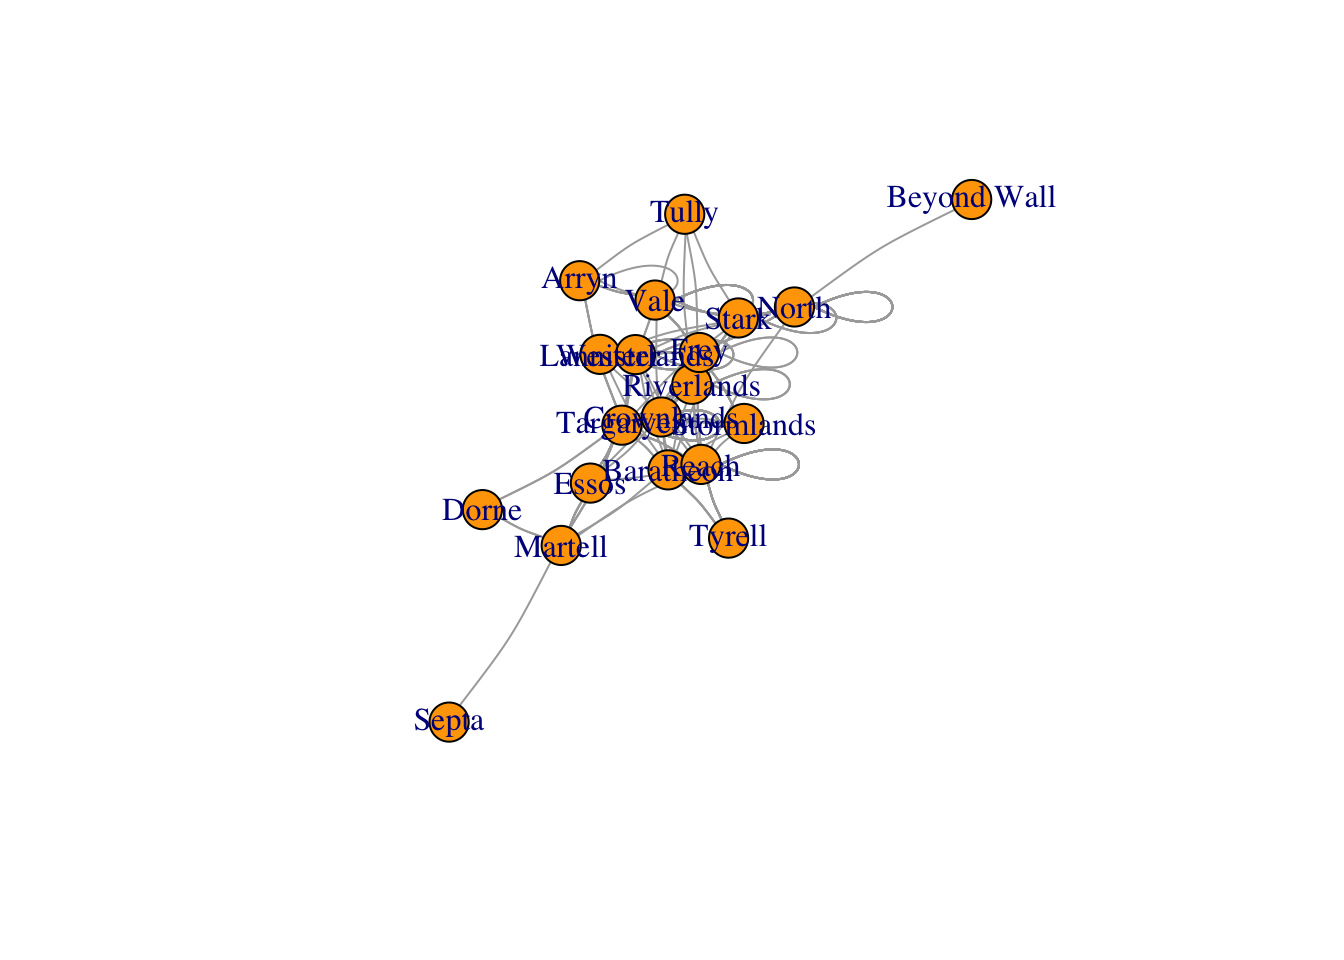 Beyond Wall
Tully
Arryn
Vale
North
Stark
Frey
Lannister
Westerlands
Riverlands
Crownlands
Targaryen
Stormlands
Reach
Baratheon
Essos
Dorne
Tyrell
Martell
Septa